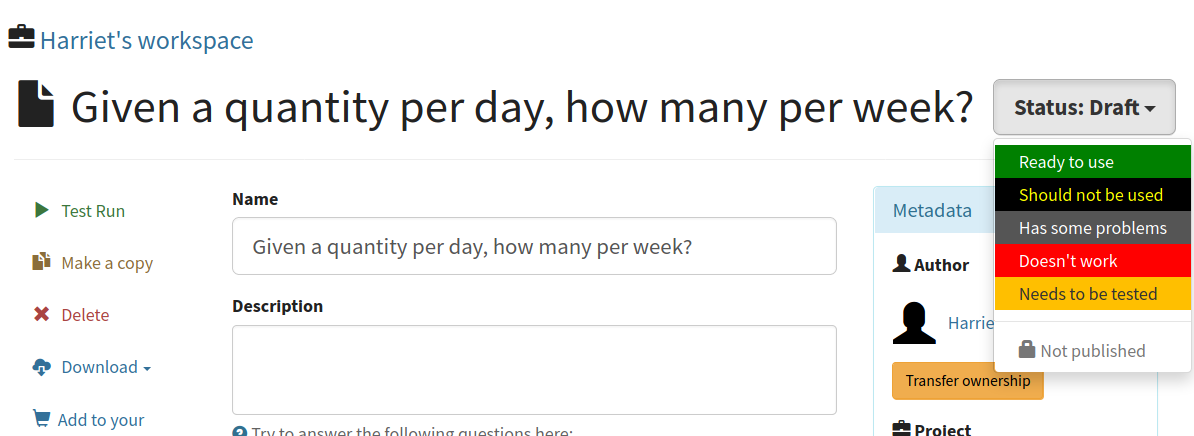 Harriet's workspace
Given a quantity per day, how many per week?
Status: Draft
Ready to use
Should not be used
Has some problems
Doesn't work
Needs to be tested
Not published
Test Run
Make a copy
Delete
Download
Add to your
Name
Given a quantity per day, how many per week?
Description
Try to answer the following questions here:
Metadata
Author
Harrie
Transfer ownership
Project